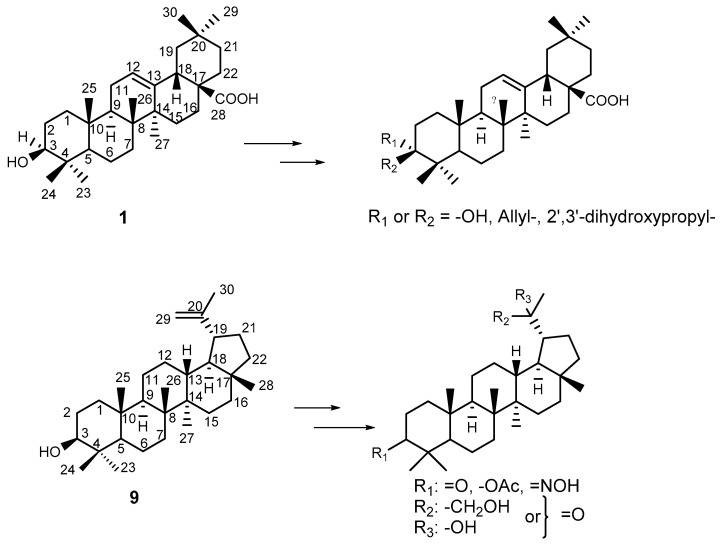 30 29
20
19 21
12 18 22
25 11 13 17
26 H 16 COOH
1 9 14 28
2 10 H 8 15
H 3 4 5 6 7 27
HO
24 23
1
?
H
COOH
H
R1
R2
R1 or R2 = -OH, Allyl-, 2',3'-dihydroxypropyl-
30
20
29
19 21
12 H 18 22
25 11 26 13 H 17 28
1 9 14 16
2 10 H 8 15
3 4 5 6 7 27
HO
24 23
9
R3
R2
H
H
H
R1
R1: =O, -OAc, =NOH
R2: -CH2OH
or } =O
R3: -OH